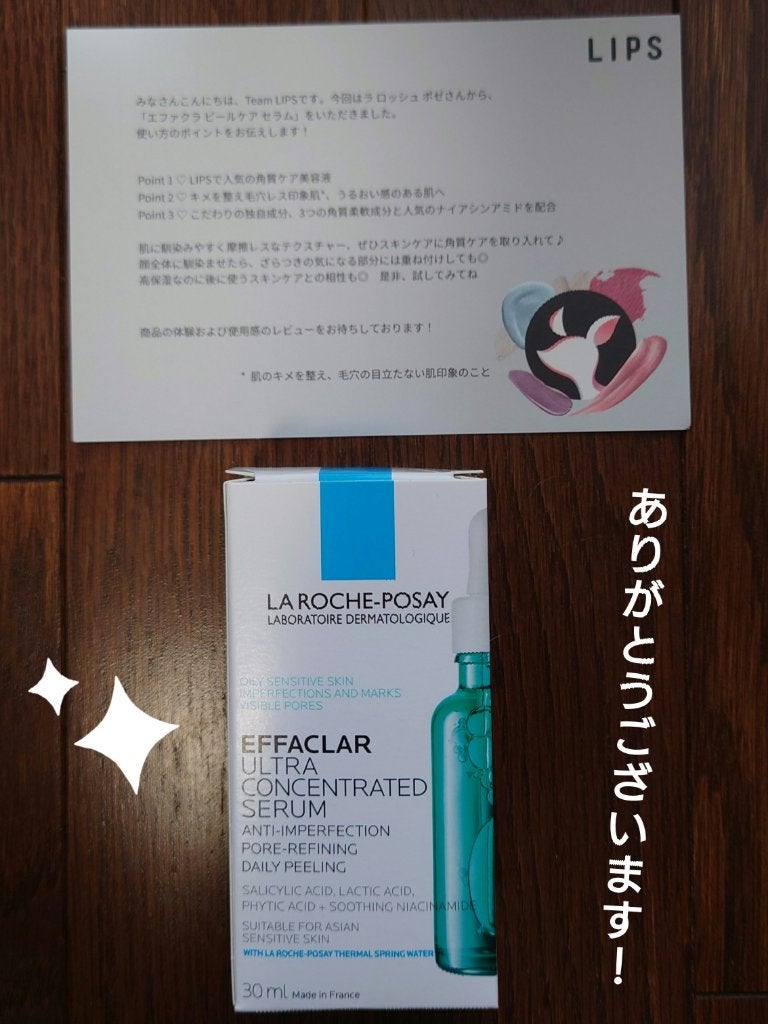 LIPS
みなさんこんにちは、Team LIPSです。今回はラ ロッシュ ポゼさんから、
「エファクラ ピールケア セラム」をいただきました。
使い方のポイントをお伝えします！
Point 1 ♡ LIPSで人気の角質ケア美容液
Point 2 ♡ キメを整え毛穴レス印象肌*、うるおい感のある肌へ
Point 3 ♡ こだわりの独自成分、3つの角質柔軟成分と人気のナイアシンアミドを配合
肌に馴染みやすく摩擦レスなテクスチャー、ぜひスキンケアに角質ケアを取り入れて♪
顔全体に馴染ませたら、ざらつきの気になる部分には重ね付けしても◎
高保湿なのに後に使うスキンケアとの相性も◎　是非、試してみてね
商品の体験および使用感のレビューをお待ちしております！
* 肌のキメを整え、毛穴の目立たない肌印象のこと
LA ROCHE-POSAY
LABORATOIRE DERMATOLOGIQUE
OILY SENSITIVE SKIN
IMPERFECTIONS AND MARKS
VISIBLE PORES
EFFACLAR
ULTRA
CONCENTRATED
SERUM
ANTI-IMPERFECTION
PORE-REFINING
DAILY PEELING
SALICYLIC ACID, LACTIC ACID,
PHYTIC ACID + SOOTHING NIACINAMIDE
SUITABLE FOR ASIAN
SENSITIVE SKIN
WITH LA ROCHE-POSAY THERMAL SPRING WATER
30 ml Made in France
ありがとうございます！